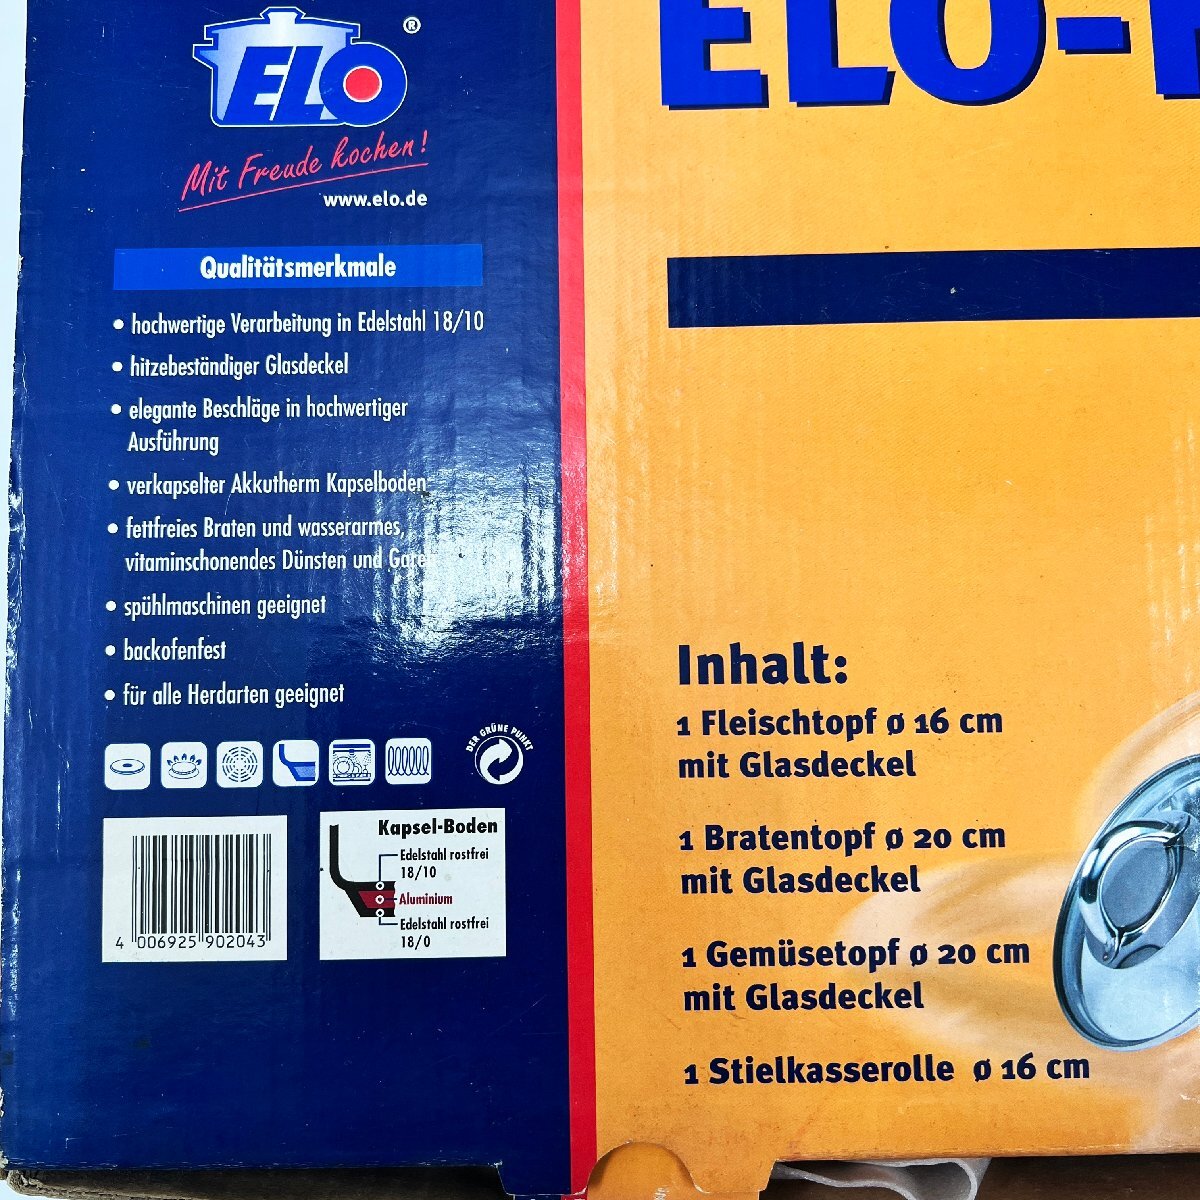 ELO®
Mit Freude kochen!
www.elo.de
Qualitätsmerkmale
• hochwertige Verarbeitung in Edelstahl 18/10
• hitzebeständiger Glasdeckel
• elegante Beschläge in hochwertiger
Ausführung
• verkapselter Akkutherm Kapselboden
• fettfreies Braten und wasserarmes,
vitaminschonendes Dünsten und Garen
• spühlmaschinen geeignet
• backofenfest
• für alle Herdarten geeignet
DER GRÜNE PUNKT
4 006925 902043
Kapsel-Boden
Edelstahl rostfrei
18/10
Aluminium
Edelstahl rostfrei
18/0
ELO-
Inhalt:
1 Fleischtopf ø 16 cm
mit Glasdeckel
1 Bratentopf ø 20 cm
mit Glasdeckel
1 Gemüsetopf ø 20 cm
mit Glasdeckel
1 Stielkasserolle ø 16 cm